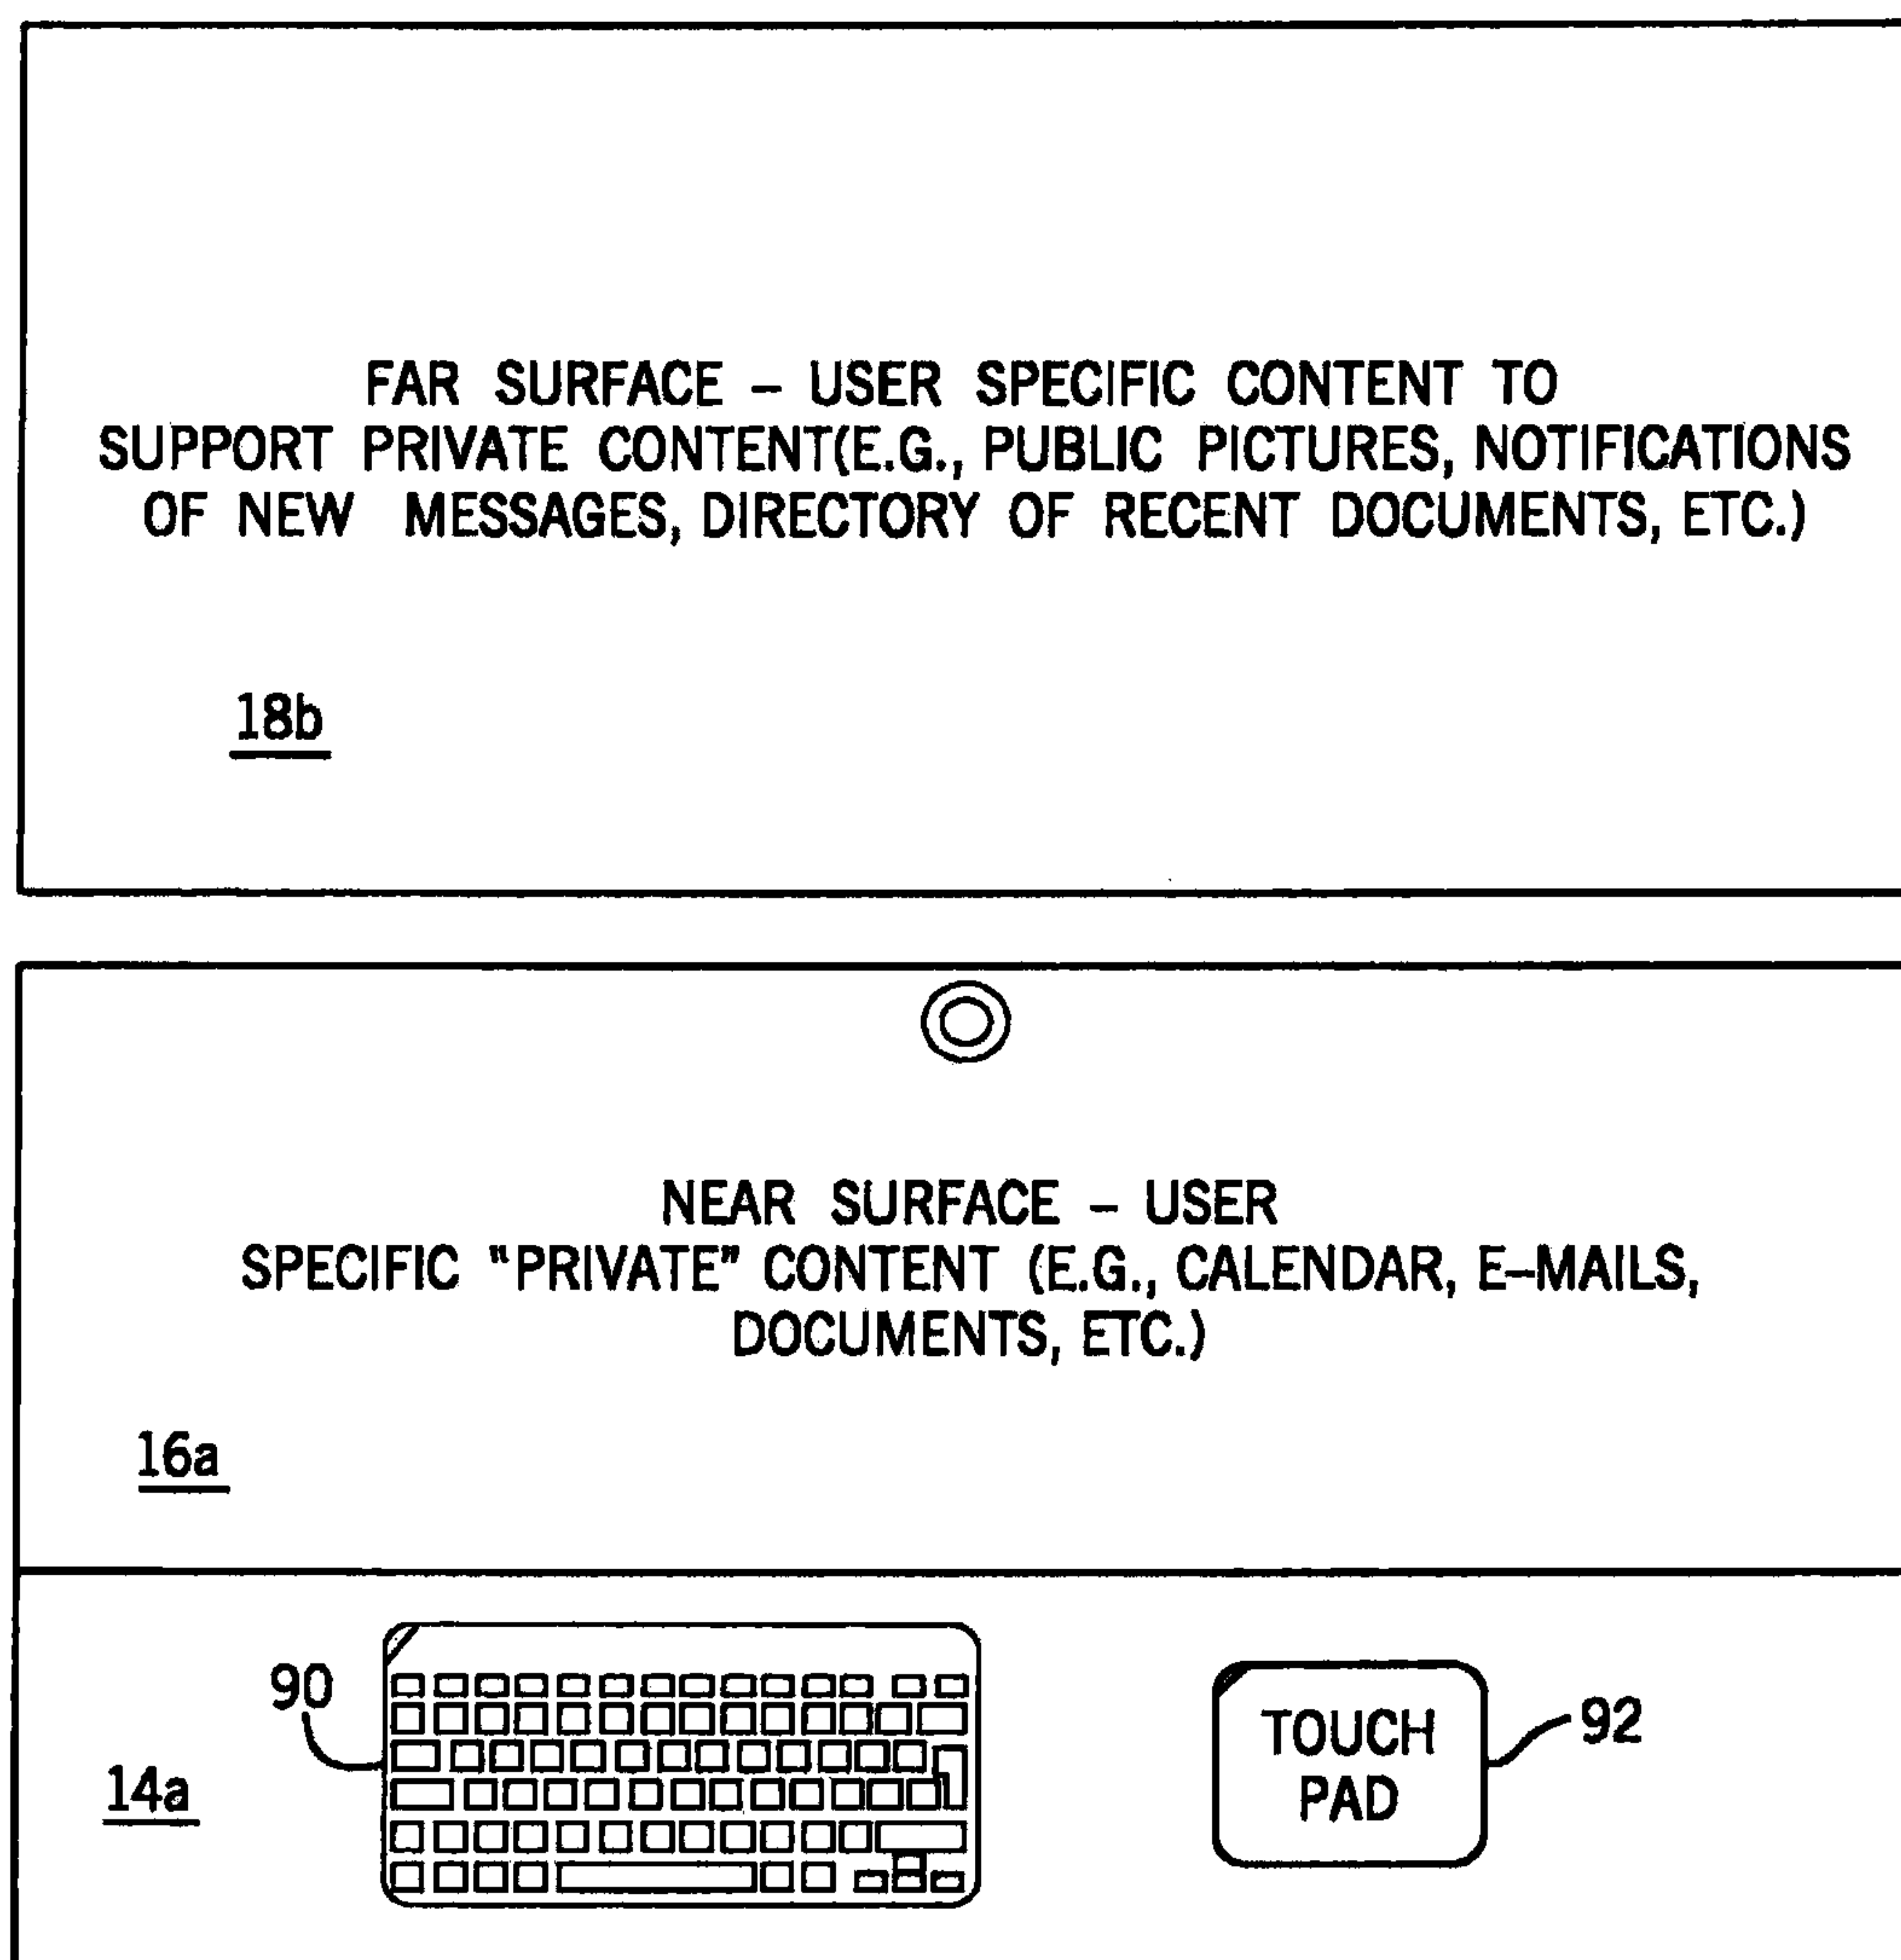 FAR SURFACE – USER SPECIFIC CONTENT TO
SUPPORT PRIVATE CONTENT(E.G., PUBLIC PICTURES, NOTIFICATIONS
OF NEW MESSAGES, DIRECTORY OF RECENT DOCUMENTS, ETC.)
18b
NEAR SURFACE – USER
SPECIFIC "PRIVATE" CONTENT (E.G., CALENDAR, E–MAILS,
DOCUMENTS, ETC.)
16a
90
TOUCH
PAD
92
14a